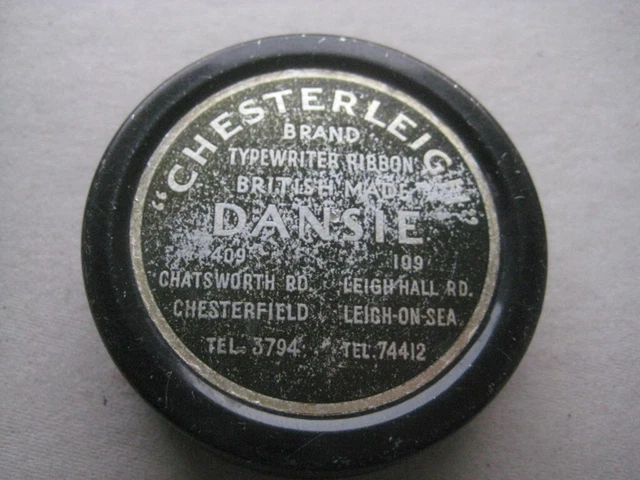 "CHESTERLEIGH"
BRAND
TYPEWRITER RIBBON
BRITISH MADE
DANSIE
409 199
CHATSWORTH RD. LEIGH HALL RD.
CHESTERFIELD LEIGH-ON-SEA
TEL. 3794 TEL. 74412